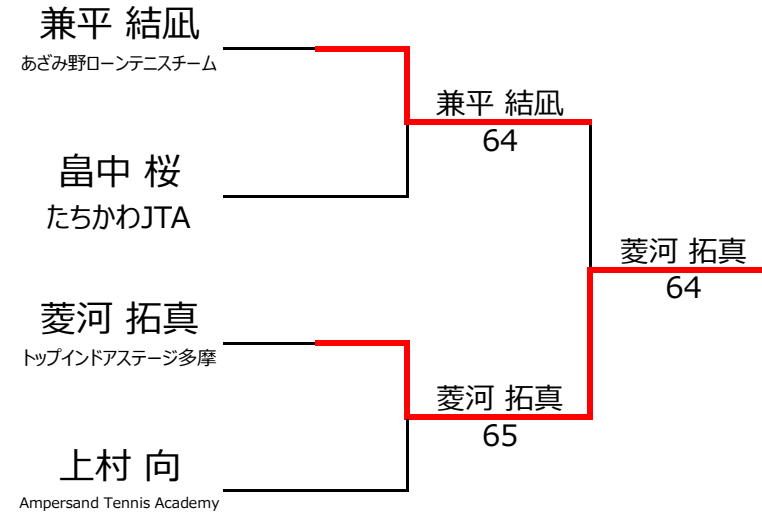 兼平 結凪
あざみ野ローンテニスチーム
兼平 結凪
64
畠中 桜
たちかわJTA
菱河 拓真
64
菱河 拓真
トップインドアステージ多摩
菱河 拓真
65
上村 向
Ampersand Tennis Academy